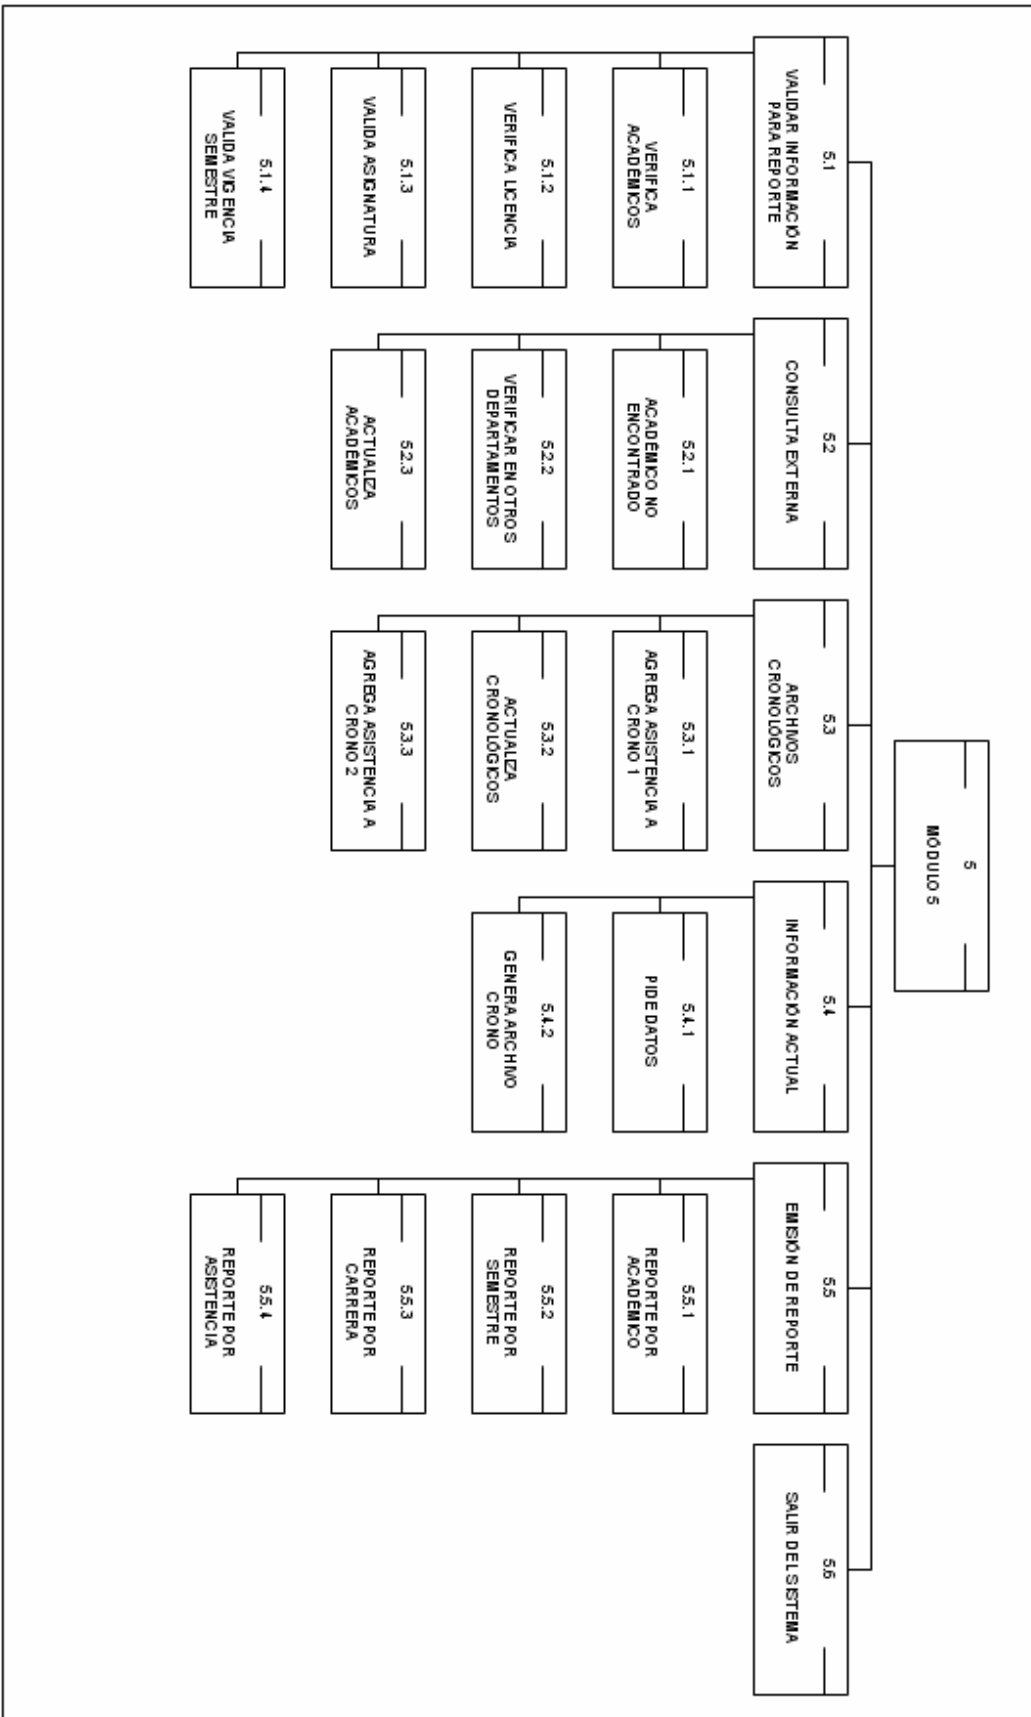 5
MÓDULO 5
5.1
VALIDAR INFORMACIÓN
PARA REPORTE
5.1.1
VERIFICA
ACADÉMICOS
5.1.2
VERIFICA LICENCIA
5.1.3
VALIDA ASIGNATURA
5.1.4
VALIDA VIGENCIA
SEMESTRE
5.2
CONSULTA EXTERNA
5.2.1
ACADÉMICO NO
ENCONTRADO
5.2.2
VERIFICAR EN OTROS
DEPARTAMENTOS
5.2.3
ACTUALIZA
ACADÉMICOS
5.3
ARCHIVOS
CRONOLÓGICOS
5.3.1
AGREGA ASISTENCIA A
CRONO 1
5.3.2
ACTUALIZA
CRONOLÓGICOS
5.3.3
AGREGA ASISTENCIA A
CRONO 2
5.4
INFORMACIÓN ACTUAL
5.4.1
PIDE DATOS
5.4.2
GENERA ARCHIVO
CRONO
5.5
EMISIÓN DE REPORTE
5.5.1
REPORTE POR
ACADÉMICO
5.5.2
REPORTE POR
SEMESTRE
5.5.3
REPORTE POR
CARRERA
5.5.4
REPORTE POR
ASISTENCIA
5.6
SALIR DEL SISTEMA